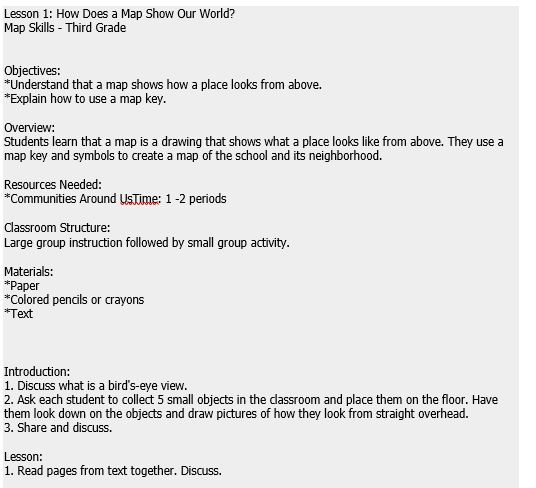 Lesson 1: How Does a Map Show Our World?
Map Skills - Third Grade
Objectives:
*Understand that a map shows how a place looks from above.
*Explain how to use a map key.
Overview:
Students learn that a map is a drawing that shows what a place looks like from above. They use a
map key and symbols to create a map of the school and its neighborhood.
Resources Needed:
*Communities Around UsTime: 1 -2 periods
Classroom Structure:
Large group instruction followed by small group activity.
Materials:
*Paper
*Colored pencils or crayons
*Text
Introduction:
1. Discuss what is a bird's-eye view.
2. Ask each student to collect 5 small objects in the classroom and place them on the floor. Have
them look down on the objects and draw pictures of how they look from straight overhead.
3. Share and discuss.
Lesson:
1. Read pages from text together. Discuss.